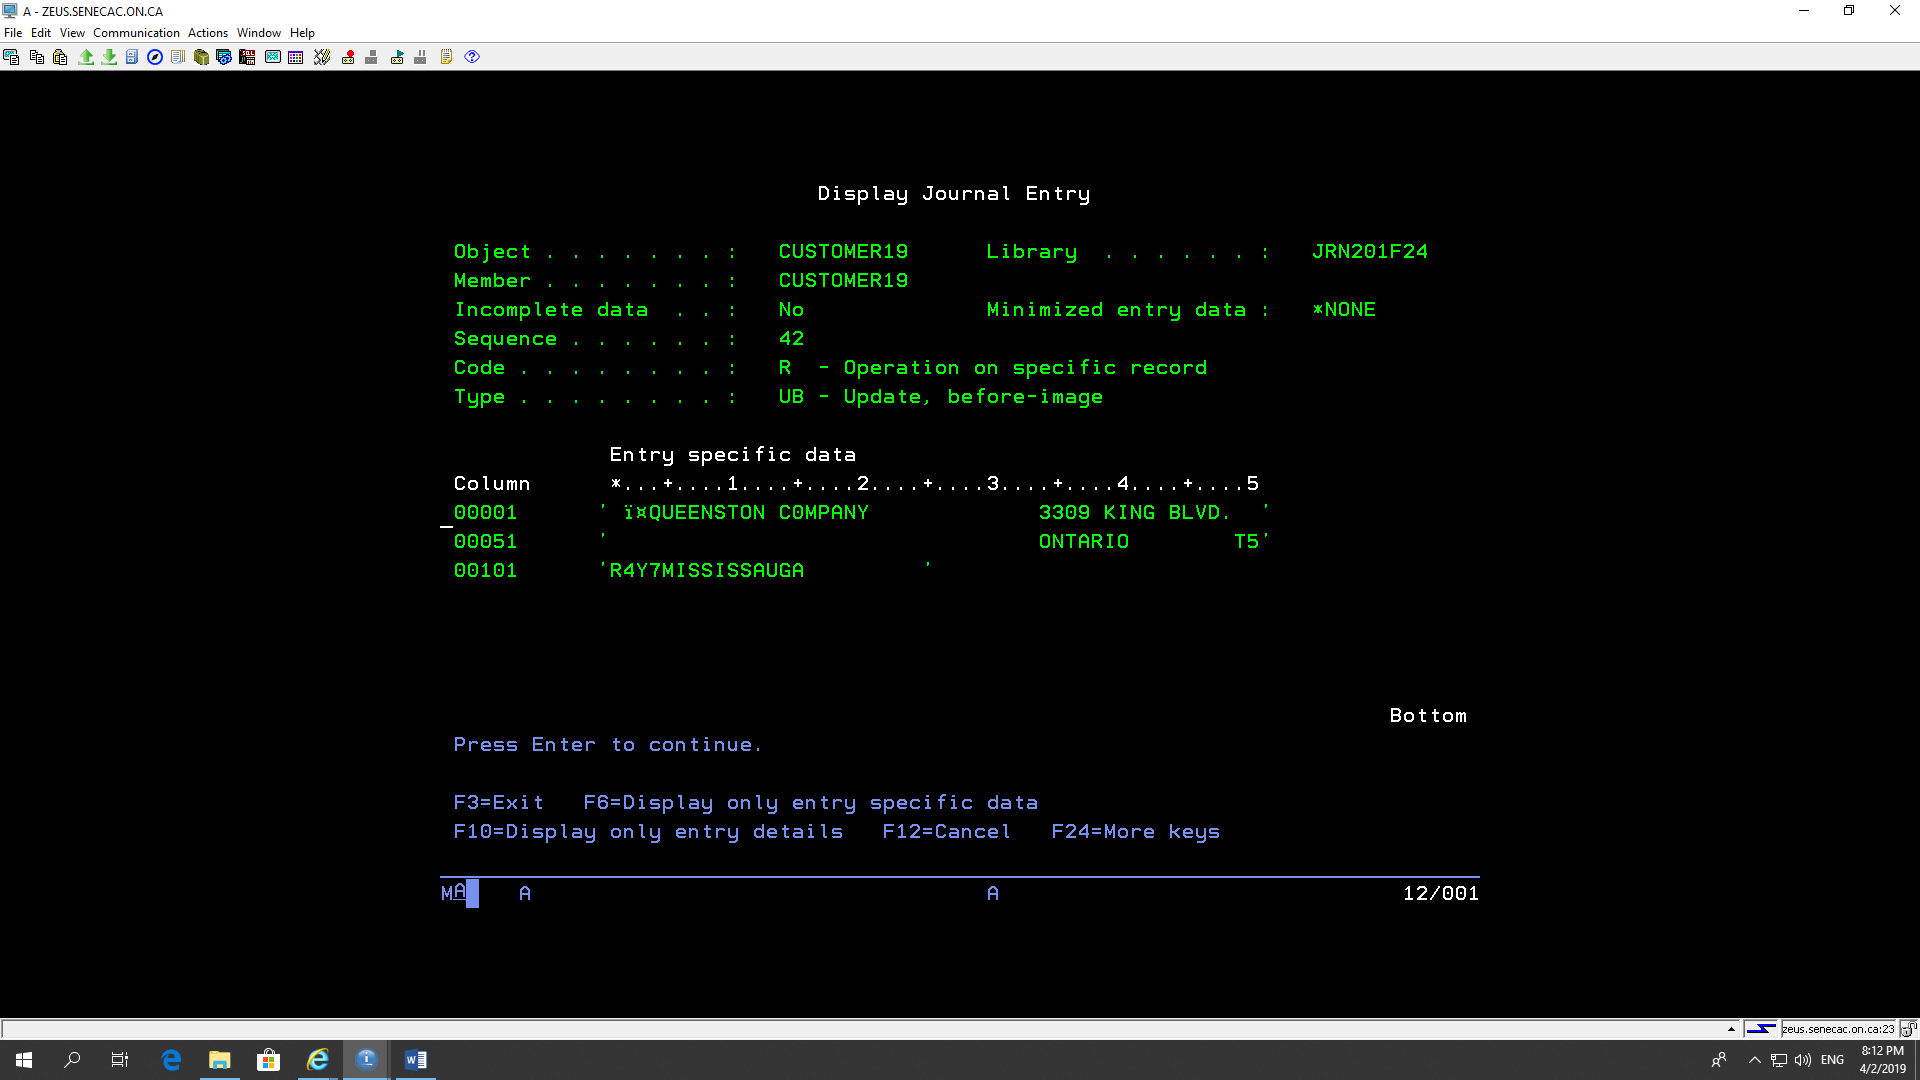 A - ZEUS.SENECAC.ON.CA
File Edit View Communication Actions Window Help
Display Journal Entry
Object . . . . . . . : CUSTOMER19 Library . . . . . . : JRN201F24
Member . . . . . . . : CUSTOMER19
Incomplete data . . : No Minimized entry data : *NONE
Sequence . . . . . . : 42
Code . . . . . . . . : R - Operation on specific record
Type . . . . . . . . : UB - Update, before-image
Entry specific data
Column *...+....1....+....2....+....3....+....4....+....5
00001 ' ï¤QUEENSTON C0MPANY 3309 KING BLVD. '
00051 ' ONTARIO T5'
00101 'R4Y7MISSISSAUGA '
Bottom
Press Enter to continue.
F3=Exit F6=Display only entry specific data
F10=Display only entry details F12=Cancel F24=More keys
MA A A 12/001
zeus.senecac.on.ca:23
ENG 8:12 PM
4/2/2019